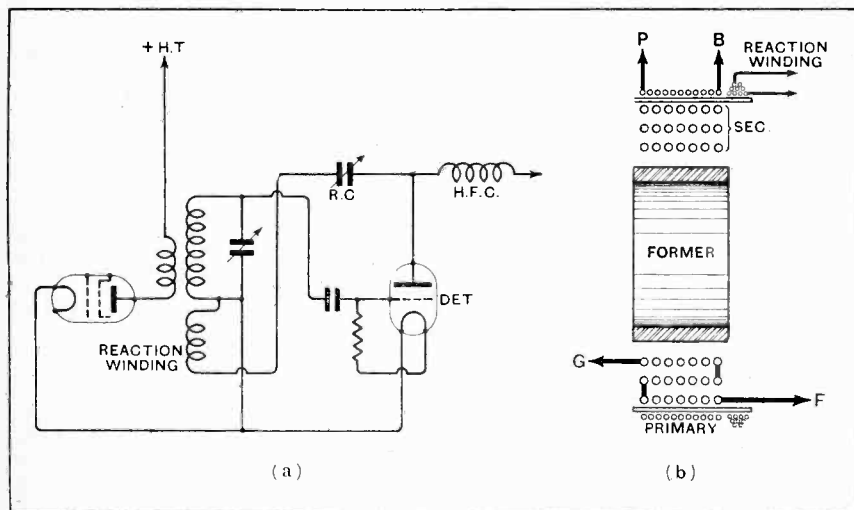 + H.T
R.C
H.F.C.
DET
REACTION
WINDING
(a)
P
B
REACTION
WINDING
SEC.
FORMER
G
F
PRIMARY
(b)